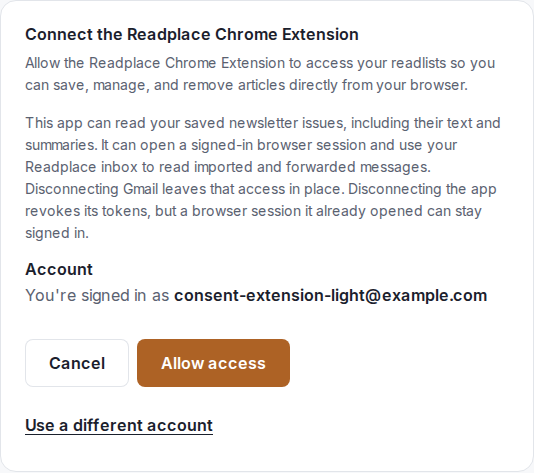 Connect the Readplace Chrome Extension
Allow the Readplace Chrome Extension to access your readlists so you
can save, manage, and remove articles directly from your browser.
This app can read your saved newsletter issues, including their text and
summaries. It can open a signed-in browser session and use your
Readplace inbox to read imported and forwarded messages.
Disconnecting Gmail leaves that access in place. Disconnecting the app
revokes its tokens, but a browser session it already opened can stay
signed in.
Account
You're signed in as consent-extension-light@example.com
Cancel
Allow access
Use a different account